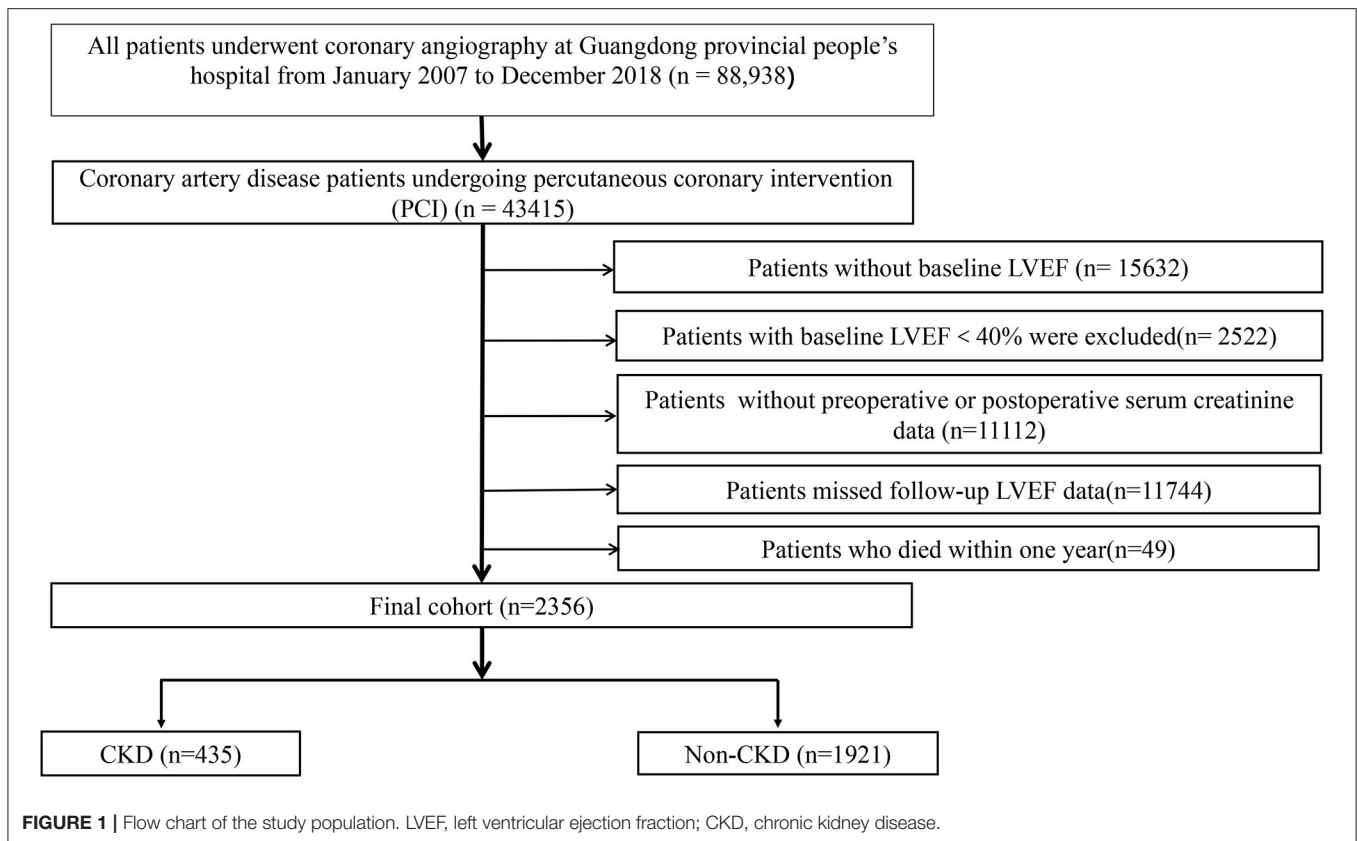 All patients underwent coronary angiography at Guangdong provincial people’s
hospital from January 2007 to December 2018 (n = 88,938)
Coronary artery disease patients undergoing percutaneous coronary intervention
(PCI) (n = 43415)
Patients without baseline LVEF (n= 15632)
Patients with baseline LVEF < 40% were excluded(n= 2522)
Patients without preoperative or postoperative serum creatinine
data (n=11112)
Patients missed follow-up LVEF data(n=11744)
Patients who died within one year(n=49)
Final cohort (n=2356)
CKD (n=435)
Non-CKD (n=1921)
FIGURE 1 | Flow chart of the study population. LVEF, left ventricular ejection fraction; CKD, chronic kidney disease.